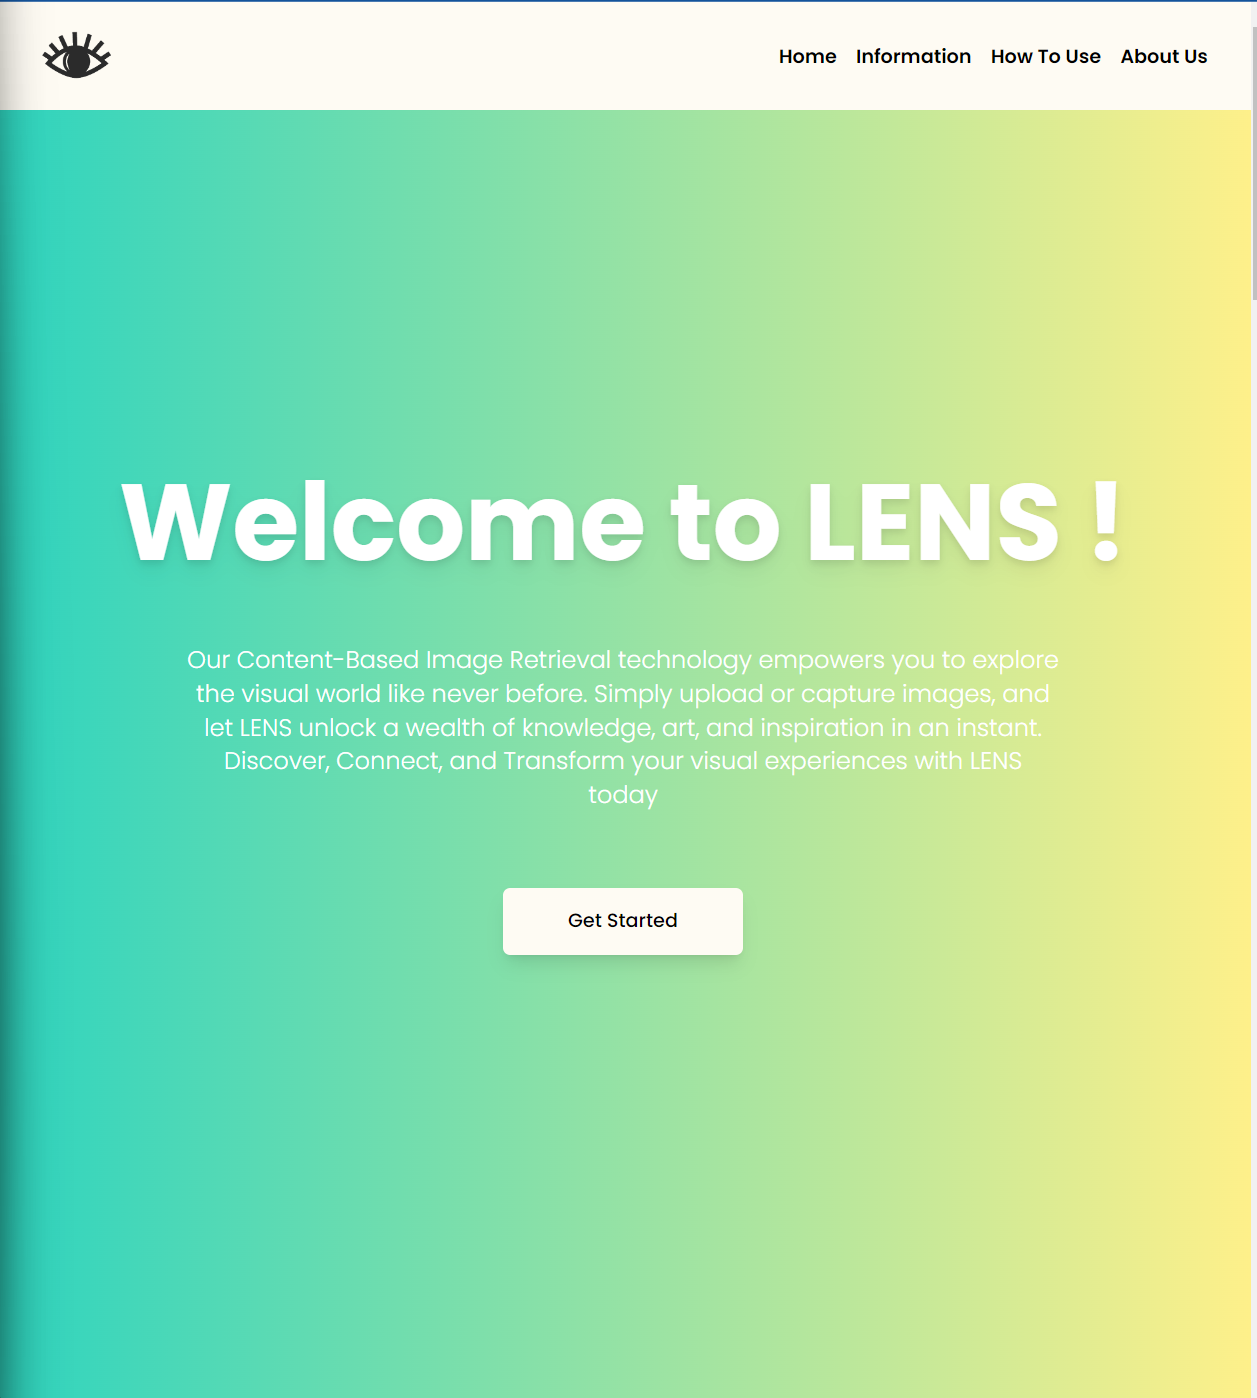 Home Information How To Use About Us
Welcome to LENS !
Our Content-Based Image Retrieval technology empowers you to explore
the visual world like never before. Simply upload or capture images, and
let LENS unlock a wealth of knowledge, art, and inspiration in an instant.
Discover, Connect, and Transform your visual experiences with LENS
today
Get Started